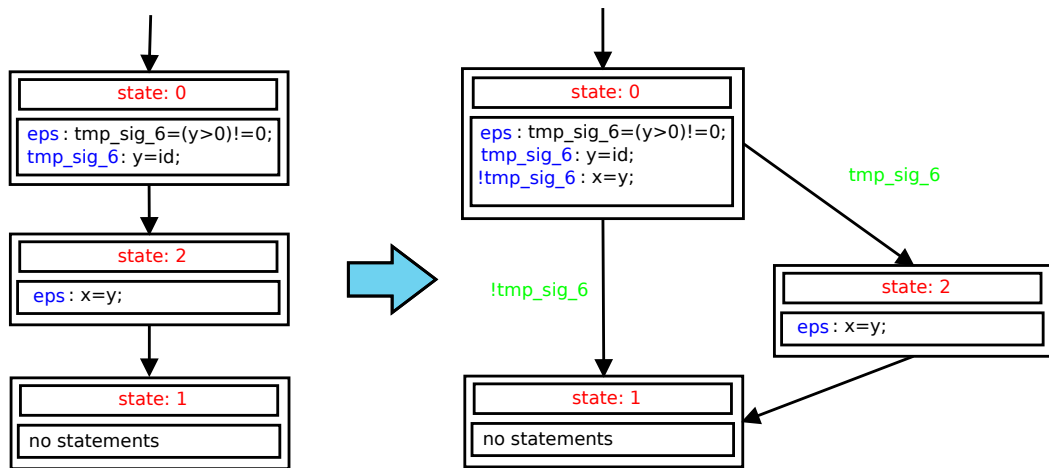 state: 0
eps: tmp_sig_6=(y>0)!=0;
tmp_sig_6: y=id;
state: 2
eps: x=y;
state: 1
no statements
state: 0
eps: tmp_sig_6=(y>0)!=0;
tmp_sig_6: y=id;
!tmp_sig_6: x=y;
tmp_sig_6
!tmp_sig_6
state: 2
eps: x=y;
state: 1
no statements